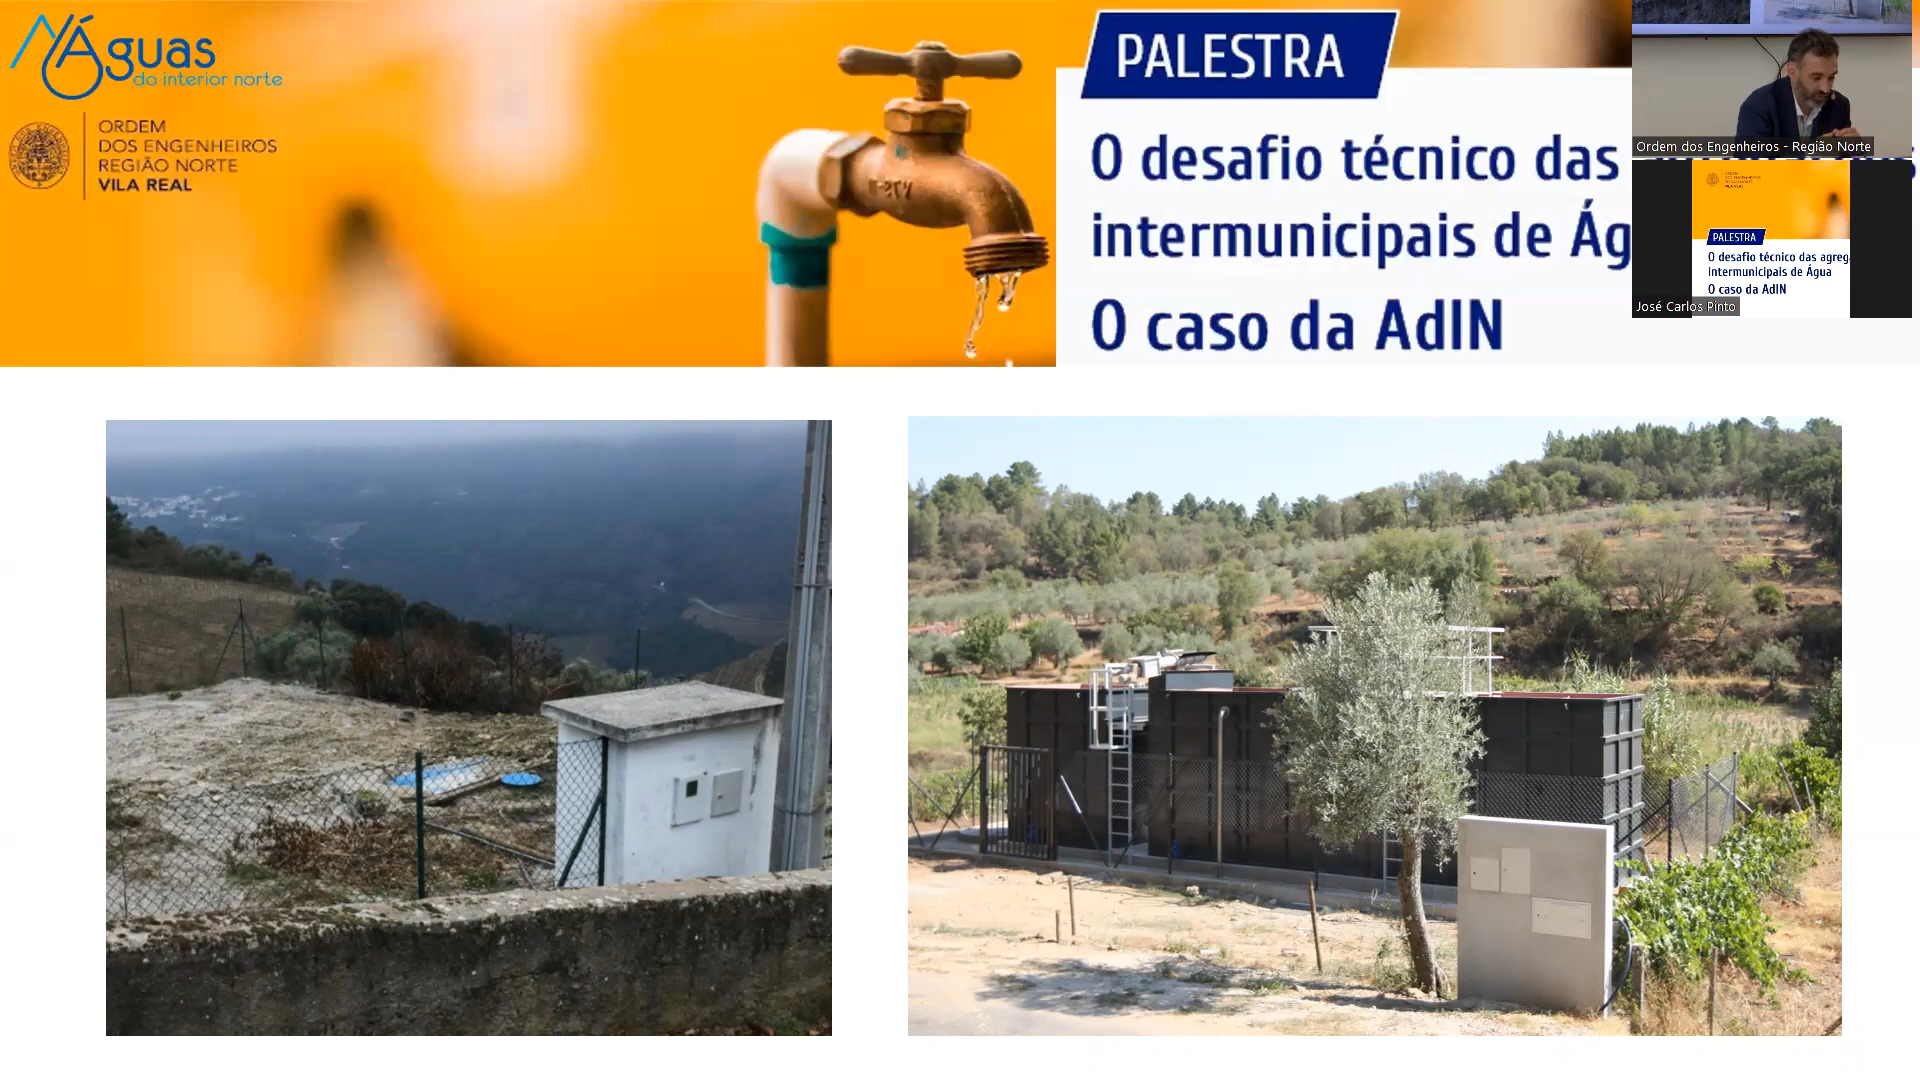 Águas
do interior norte
ORDEM
DOS ENGENHEIROS
REGIÃO NORTE
VILA REAL
PALESTRA
O desafio técnico das
intermunicipais de Ág
O caso da AdIN
Ordem dos Engenheiros - Região Norte
PALESTRA
O desafio técnico das agreg
intermunicipais de Água
O caso da AdIN
José Carlos Pinto